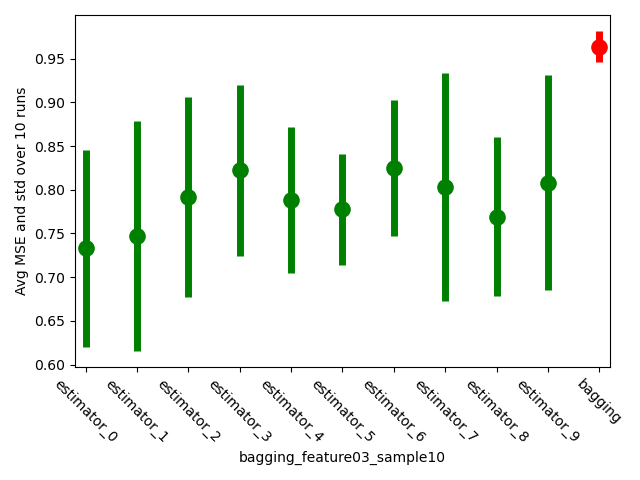 Avg MSE and std over 10 runs
0.95
0.90
0.85
0.80
0.75
0.70
0.65
0.60
estimator_0
estimator_1
estimator_2
estimator_3
estimator_4
estimator_5
estimator_6
estimator_7
estimator_8
estimator_9
bagging
bagging_feature03_sample10